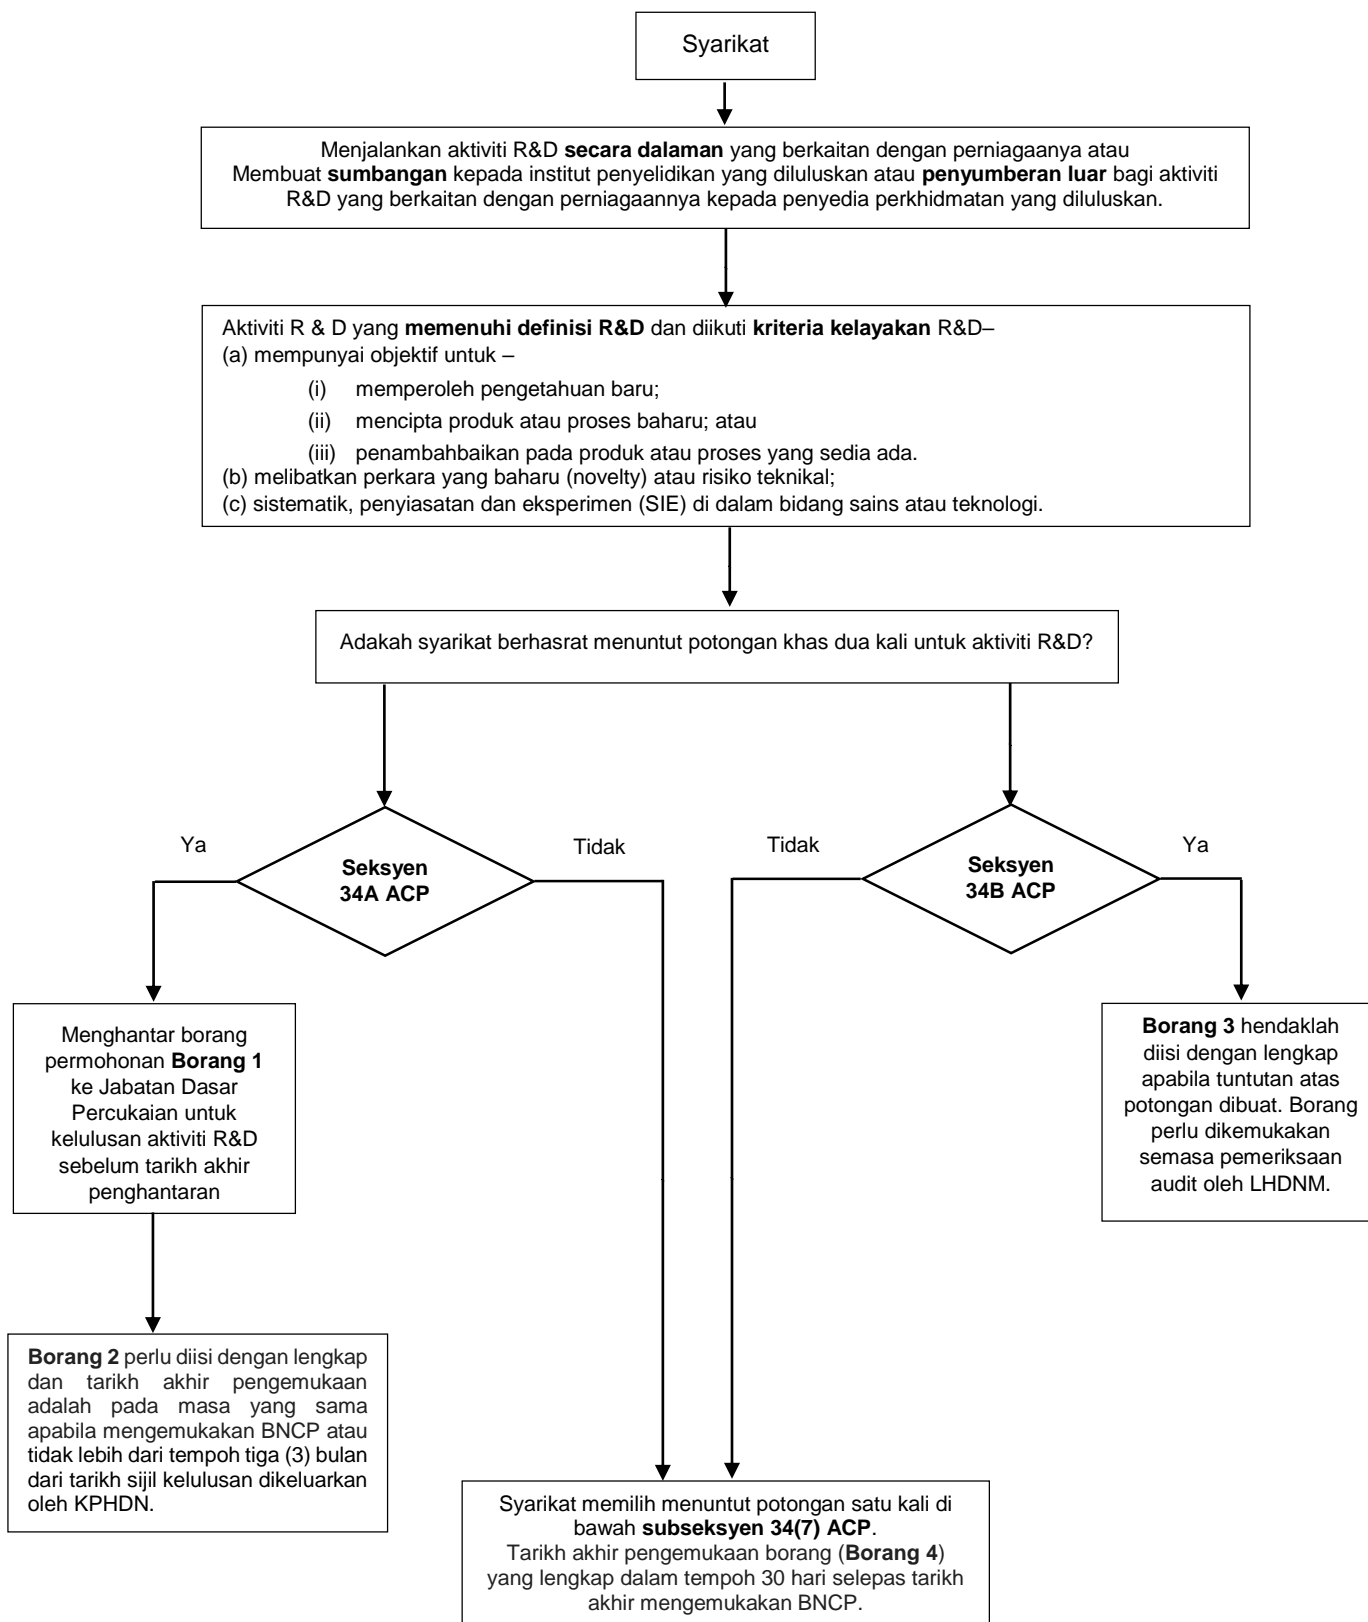 Syarikat
Menjalankan aktiviti R&D secara dalaman yang berkaitan dengan perniagaanya atau
Membuat sumbangan kepada institut penyelidikan yang diluluskan atau penyumberan luar bagi aktiviti
R&D yang berkaitan dengan perniagaannya kepada penyedia perkhidmatan yang diluluskan.
Aktiviti R & D yang memenuhi definisi R&D dan diikuti kriteria kelayakan R&D–
(a) mempunyai objektif untuk –
(i) memperoleh pengetahuan baru;
(ii) mencipta produk atau proses baharu; atau
(iii) penambahbaikan pada produk atau proses yang sedia ada.
(b) melibatkan perkara yang baharu (novelty) atau risiko teknikal;
(c) sistematik, penyiasatan dan eksperimen (SIE) di dalam bidang sains atau teknologi.
Adakah syarikat berhasrat menuntut potongan khas dua kali untuk aktiviti R&D?
Ya
Seksyen
34A ACP
Tidak
Tidak
Seksyen
34B ACP
Ya
Menghantar borang
permohonan Borang 1
ke Jabatan Dasar
Percukaian untuk
kelulusan aktiviti R&D
sebelum tarikh akhir
penghantaran
Borang 3 hendaklah
diisi dengan lengkap
apabila tuntutan atas
potongan dibuat. Borang
perlu dikemukakan
semasa pemeriksaan
audit oleh LHDNM.
Borang 2 perlu diisi dengan lengkap
dan tarikh akhir pengemukaan
adalah pada masa yang sama
apabila mengemukakan BNCP atau
tidak lebih dari tempoh tiga (3) bulan
dari tarikh sijil kelulusan dikeluarkan
oleh KPHDN.
Syarikat memilih menuntut potongan satu kali di
bawah subseksyen 34(7) ACP.
Tarikh akhir pengemukaan borang (Borang 4)
yang lengkap dalam tempoh 30 hari selepas tarikh
akhir mengemukakan BNCP.